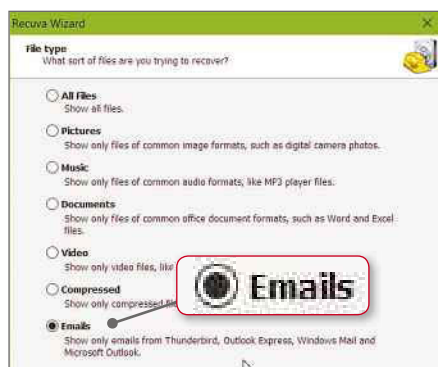 Recuva Wizard
File type
What sort of files are you trying to recover?
All Files
Show all files.
Pictures
Show only files of common image formats, such as digital camera photos.
Music
Show only files of common audio formats, like MP3 player files.
Documents
Show only files of common office document formats, such as Word and Excel
files.
Video
Show only video files, like
Compressed
Show only compressed
Emails
Emails
Show only emails from Thunderbird, Outlook Express, Windows Mail and
Microsoft Outlook.